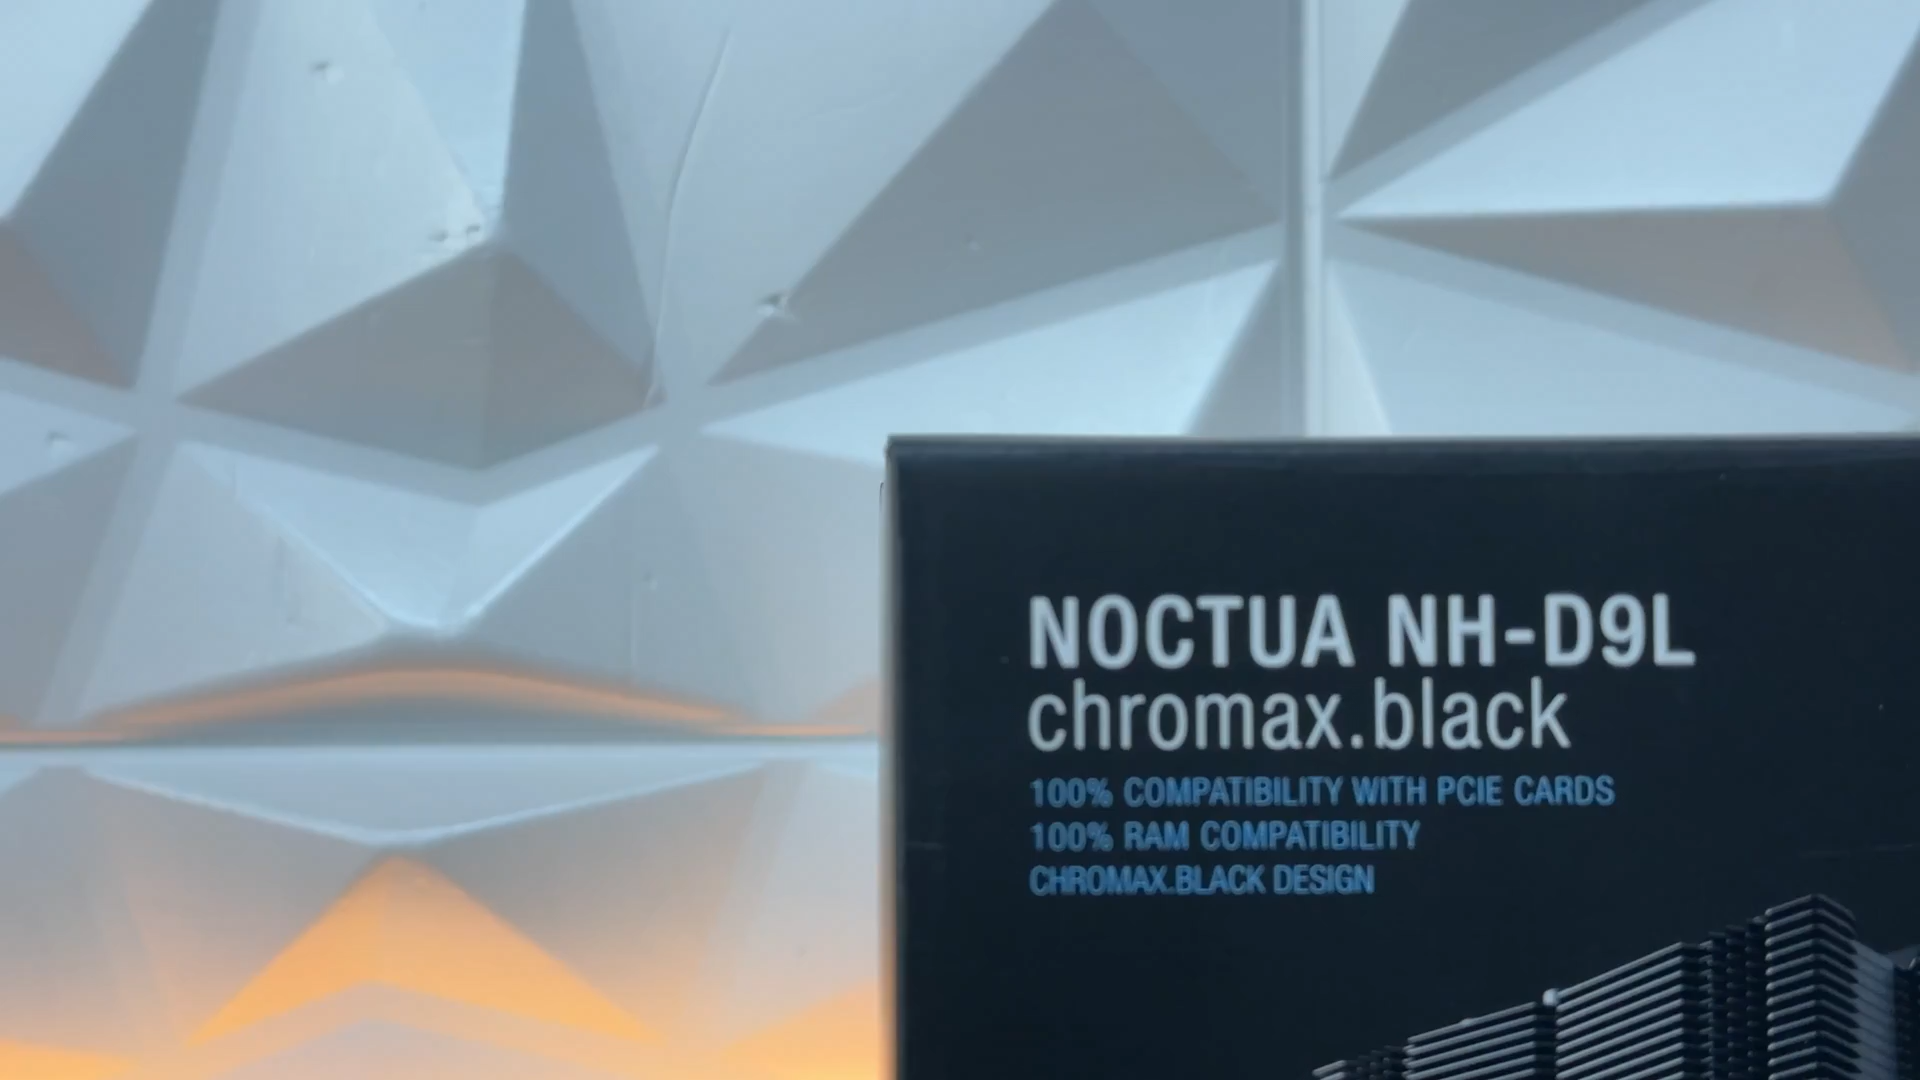 NOCTUA NH-D9L
chromax.black
100% COMPATIBILITY WITH PCIE CARDS
100% RAM COMPATIBILITY
CHROMAX.BLACK DESIGN